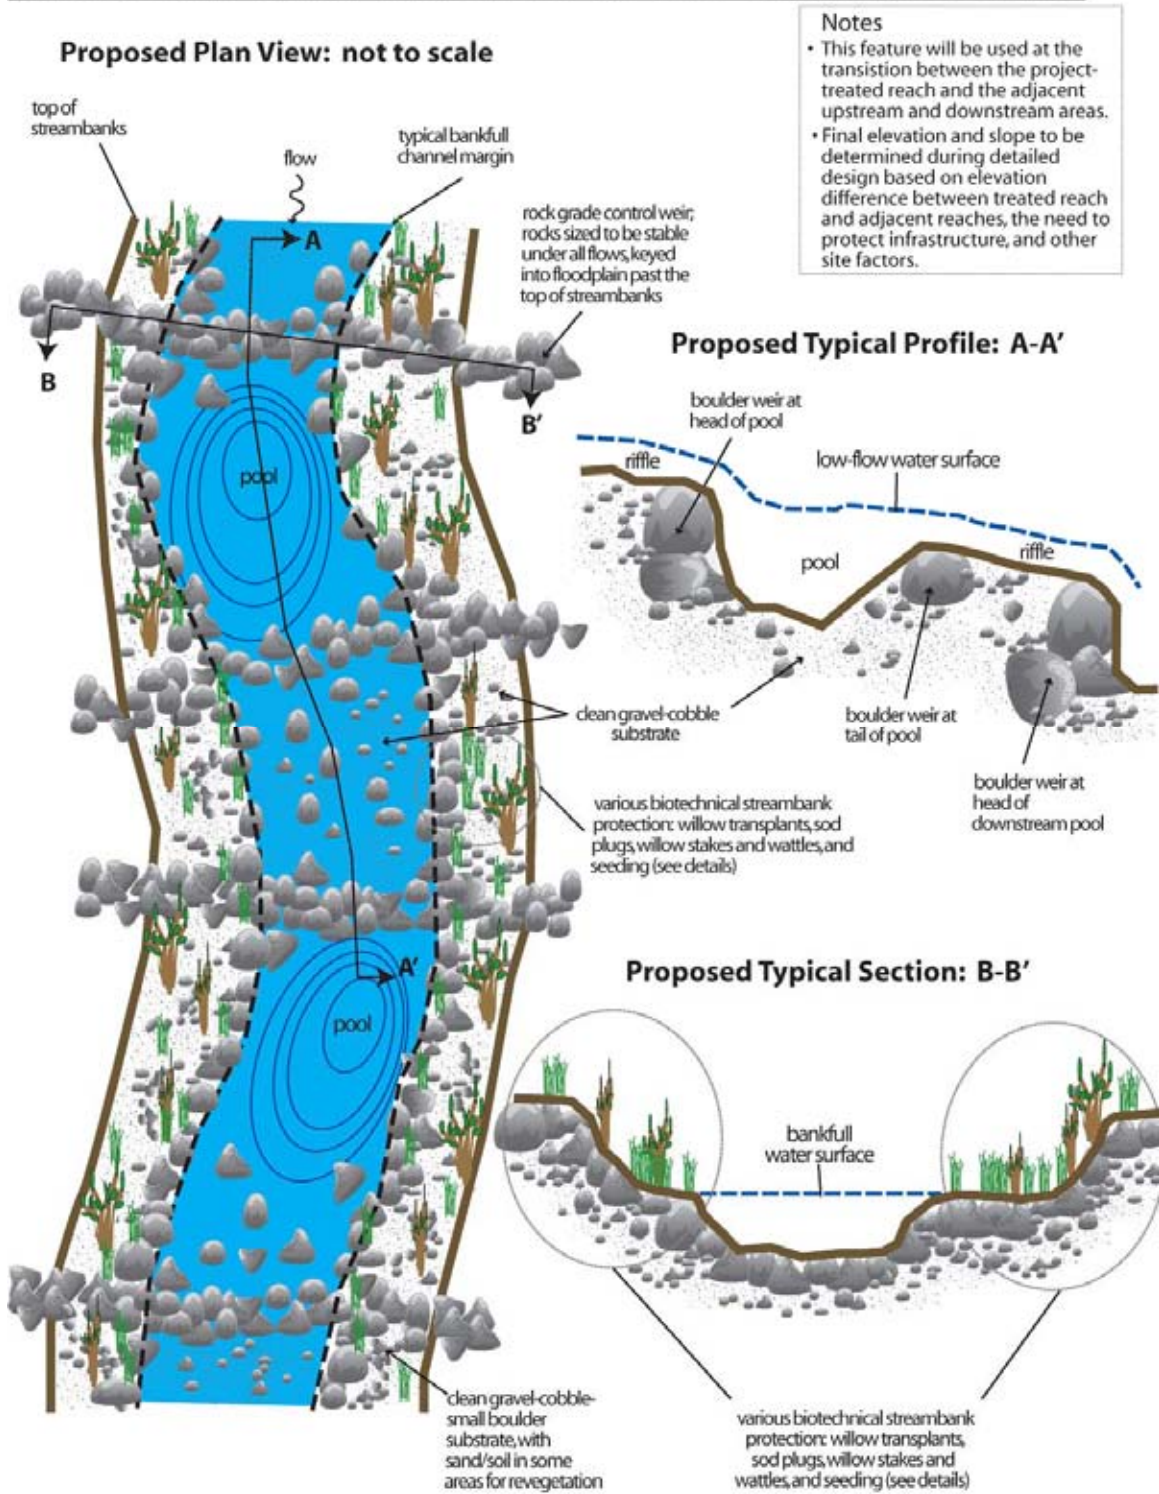 Proposed Plan View: not to scale
top of
streambanks
flow
typical bankfull
channel margin
rock grade control weir;
rocks sized to be stable
under all flows, keyed
into floodplain past the
top of streambanks
A
B
B'
pool
clean gravel-cobble
substrate
various biotechnical streambank
protection: willow transplants, sod
plugs, willow stakes and wattles, and
seeding (see details)
A'
pool
clean gravel-cobble-
small boulder
substrate, with
sand/soil in some
areas for revegetation
Notes
• This feature will be used at the
transistion between the project-
treated reach and the adjacent
upstream and downstream areas.
• Final elevation and slope to be
determined during detailed
design based on elevation
difference between treated reach
and adjacent reaches, the need to
protect infrastructure, and other
site factors.
Proposed Typical Profile: A-A'
boulder weir at
head of pool
riffle
low-flow water surface
pool
riffle
boulder weir at
tail of pool
boulder weir at
head of
downstream pool
Proposed Typical Section: B-B'
bankfull
water surface
various biotechnical streambank
protection: willow transplants,
sod plugs, willow stakes and
wattles, and seeding (see details)